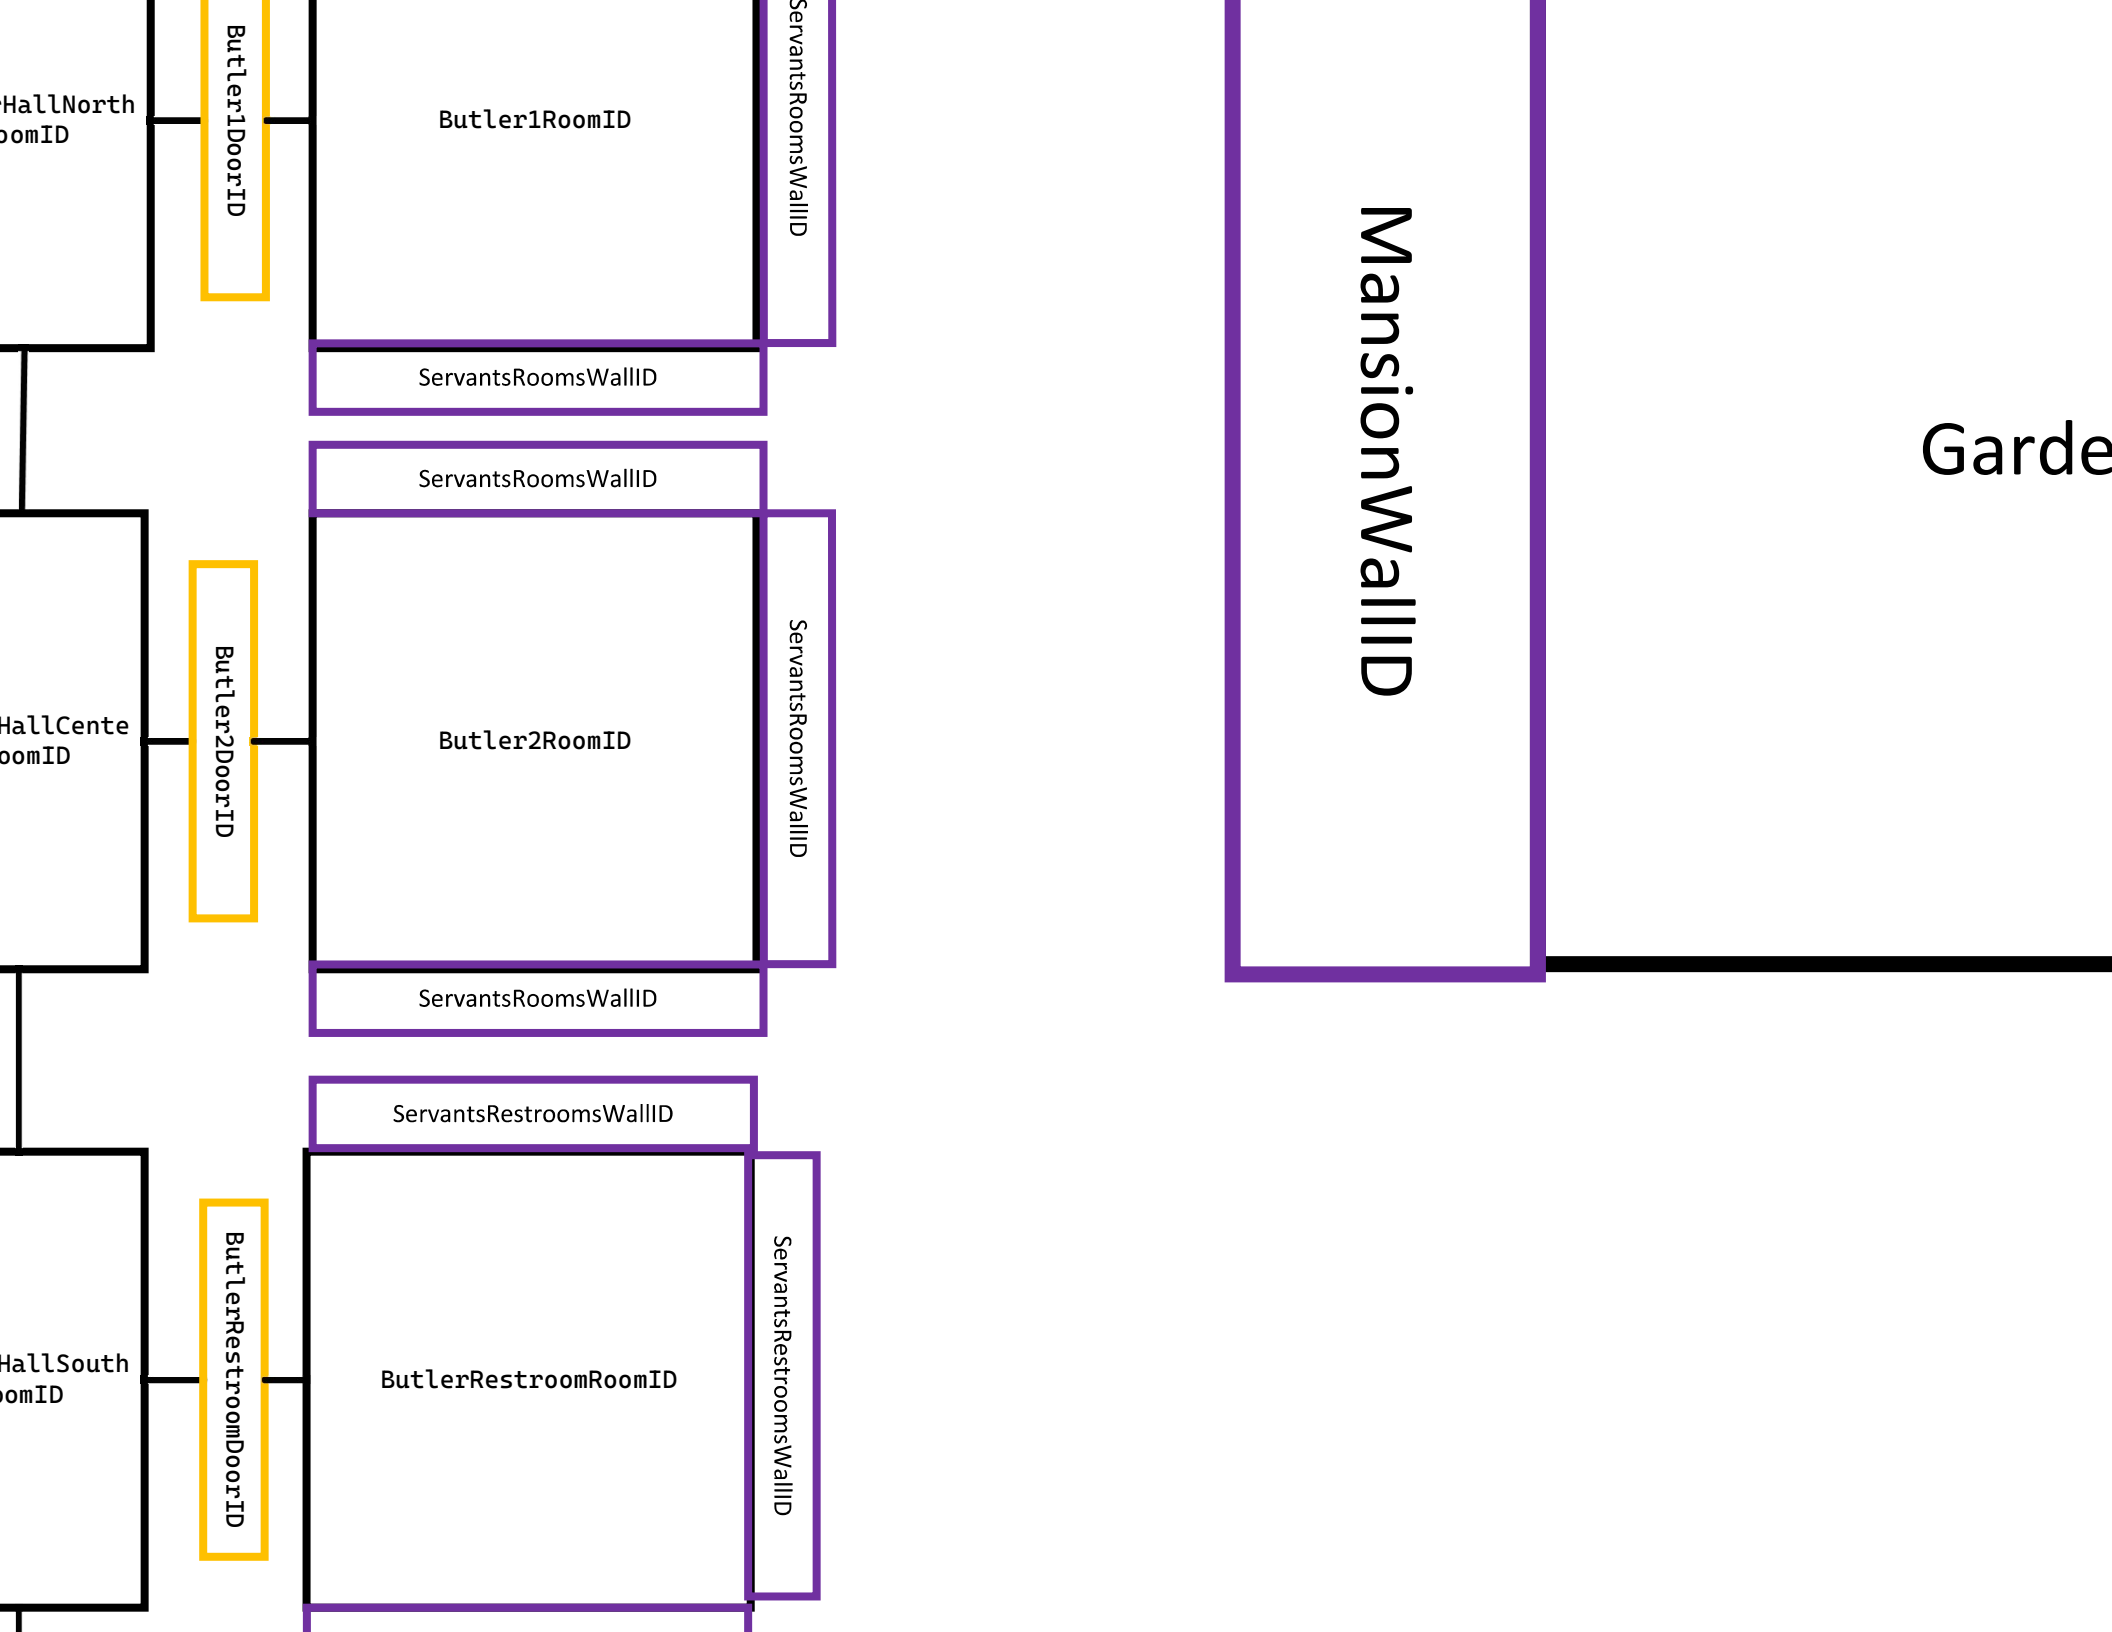 HallNorth
oomID
Butler1DoorID
Butler1RoomID
ServantsRoomsWallID
ServantsRoomsWallID
MansionWallID
Garde
ServantsRoomsWallID
HallCente
oomID
Butler2DoorID
Butler2RoomID
ServantsRoomsWallID
ServantsRoomsWallID
ServantsRestroomsWallID
HallSouth
omID
ButlerRestroomDoorID
ButlerRestroomRoomID
ServantsRestroomsWallID